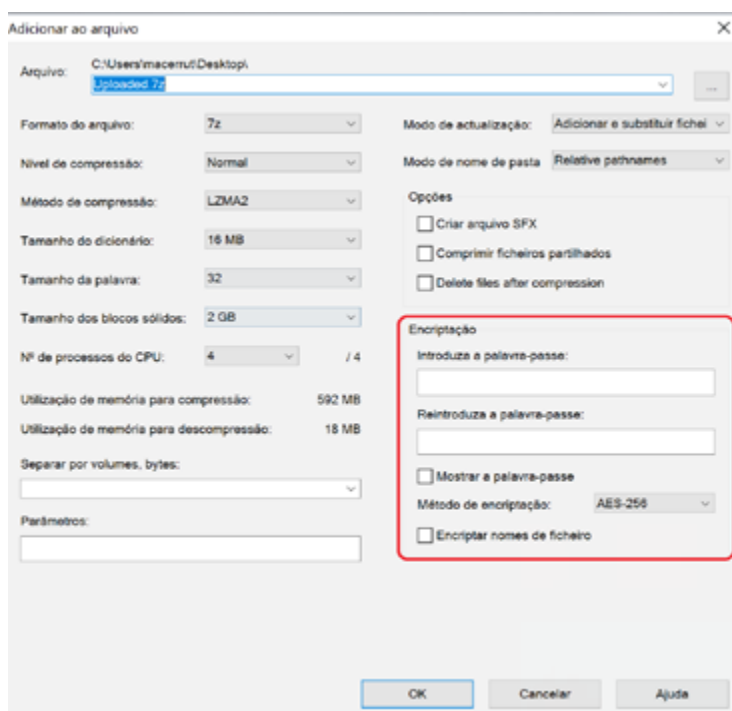 Adicionar ao arquivo
Arquivo:
C:\Users\macerrut\Desktop\
Uploaded.7z
...
Formato do arquivo: 7z
Nível de compressão: Normal
Método de compressão: LZMA2
Tamanho do dicionário: 16 MB
Tamanho da palavra: 32
Tamanho dos blocos sólidos: 2 GB
Nº de processos do CPU: 4 / 4
Utilização de memória para compressão: 592 MB
Utilização de memória para descompressão: 18 MB
Separar por volumes, bytes:
Parâmetros:
Modo de actualização: Adicionar e substituir fichei
Modo de nome de pasta Relative pathnames
Opções
Criar arquivo SFX
Comprimir ficheiros partilhados
Delete files after compression
Encriptação
Introduza a palavra-passe:
Reintroduza a palavra-passe:
Mostrar a palavra-passe
Método de encriptação: AES-256
Encriptar nomes de ficheiro
OK Cancelar Ajuda